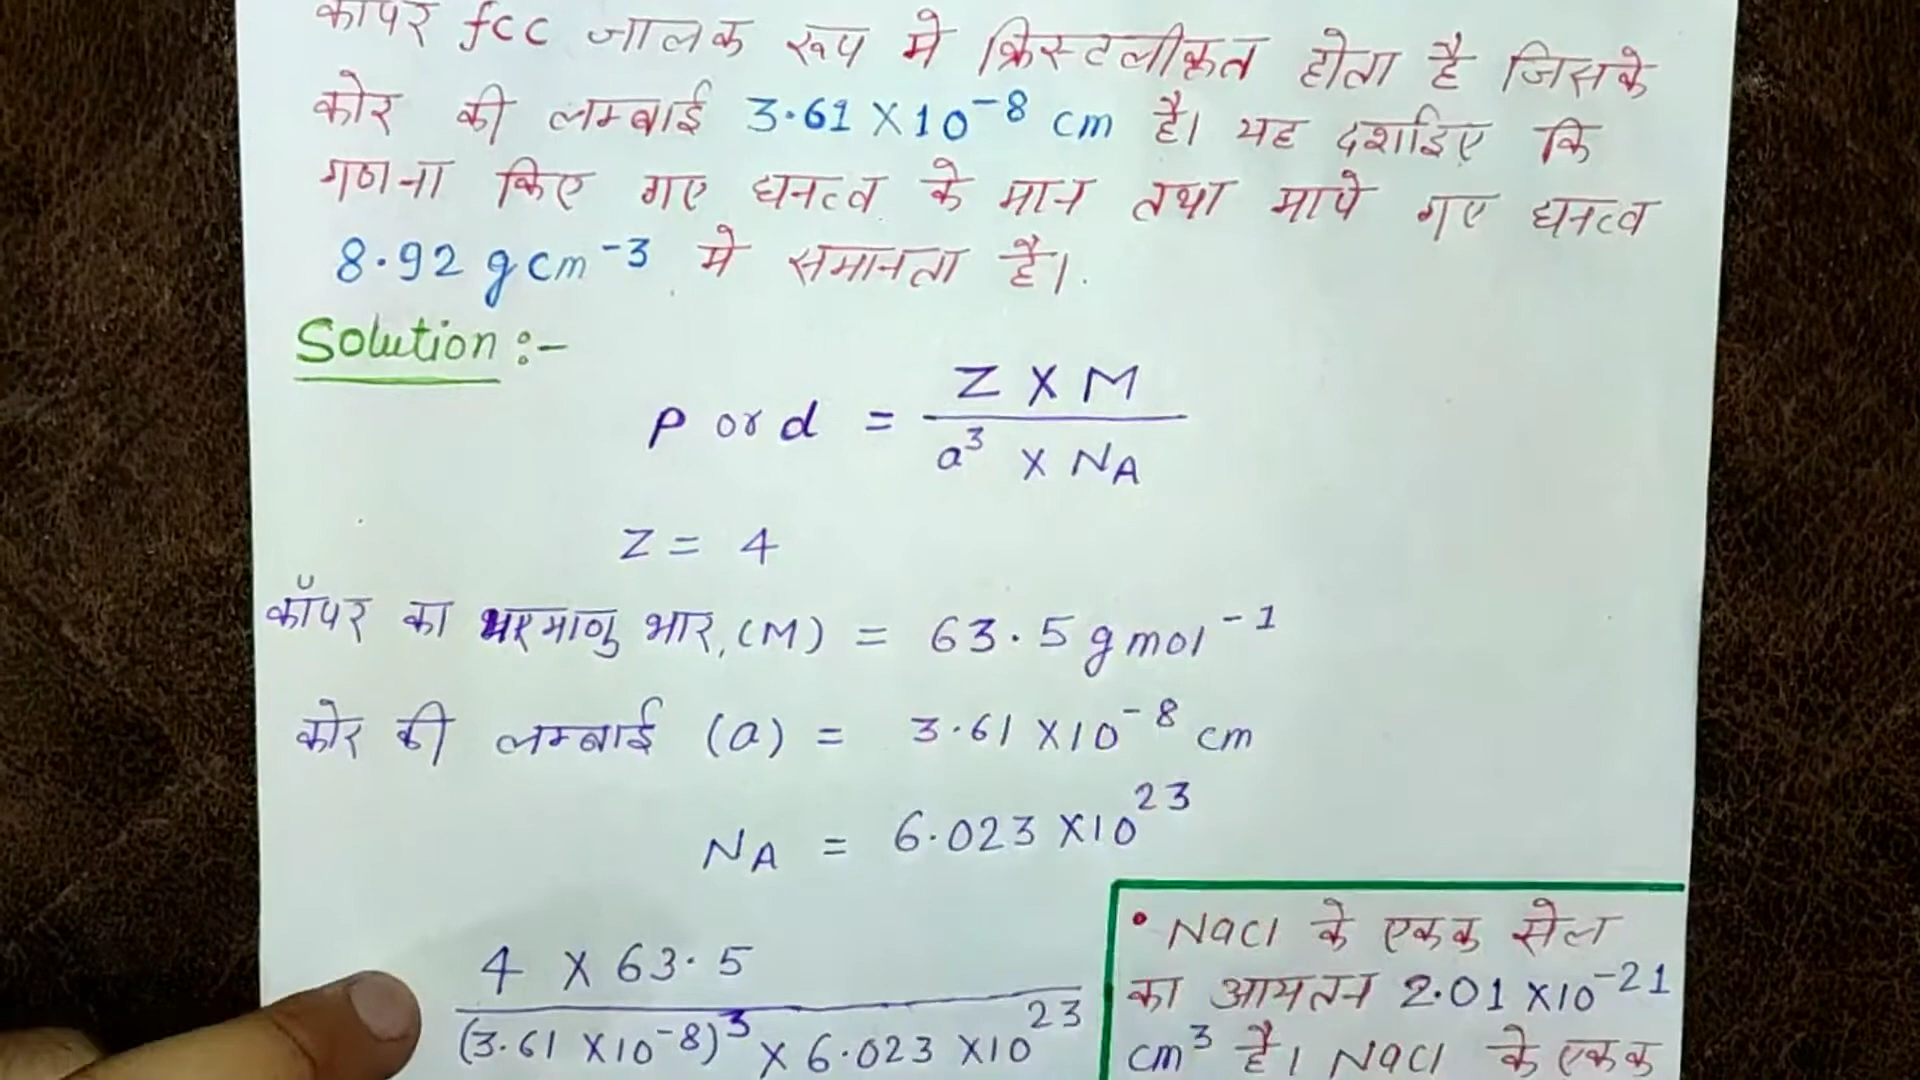 कॉपर fcc जालक रूप मे क्रिस्टलीकृत होता है जिसके
कोर की लम्बाई 3.61 X 10⁻⁸ cm है। यह दर्शाइए कि
गणना किए गए घनत्व के मान तथा मापे गए घनत्व
8.92 g cm⁻³ मे समानता है।
Solution :-
ρ or d = Z X M / a³ X NA
Z = 4
कॉपर का परमाणु भार, (M) = 63.5 g mol⁻¹
कोर की लम्बाई (a) = 3.61 X 10⁻⁸ cm
NA = 6.023 X 10²³
4 X 63.5
(3.61 X 10⁻⁸)³ X 6.023 X 10²³
• NaCl के एकक सेल
का आयतन 2.01 X 10⁻²¹
cm³ है। NaCl के एकक